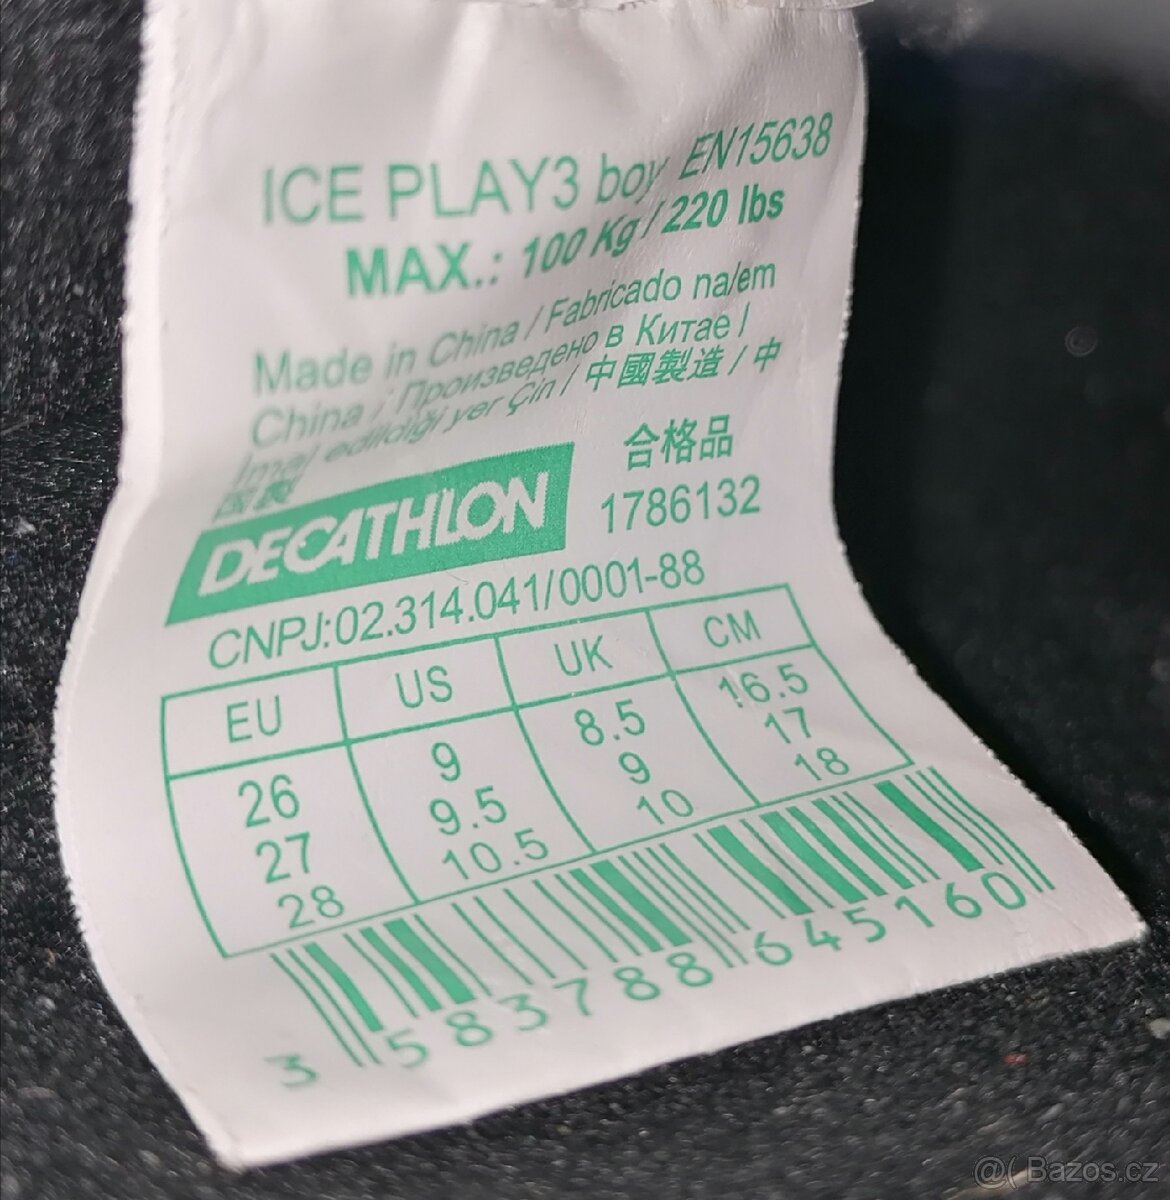 ICE PLAY3 boy EN15638
MAX.: 100 Kg / 220 lbs
Made in China / Fabricado na/em
China / Произведено в Китае /
İmal edildiği yer Çin / 中國製造 / 中
国製
合格品
DECATHLON
1786132
CNPJ:02.314.041/0001-88
EU US UK CM
26 9 8.5 16.5
27 9.5 9 17
28 10.5 10 18
3 583788 645160
@( Bazos.cz